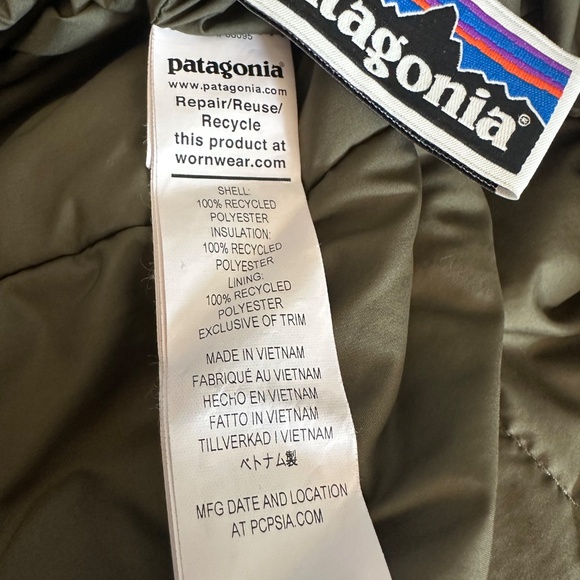 patagonia®
www.patagonia.com
Repair/Reuse/
Recycle
this product at
wornwear.com
SHELL:
100% RECYCLED
POLYESTER
INSULATION:
100% RECYCLED
POLYESTER
LINING:
100% RECYCLED
POLYESTER
EXCLUSIVE OF TRIM
MADE IN VIETNAM
FABRIQUÉ AU VIETNAM
HECHO EN VIETNAM
FATTO IN VIETNAM
TILLVERKAD I VIETNAM
ベトナム製
MFG DATE AND LOCATION
AT PCPSIA.COM
patagonia®